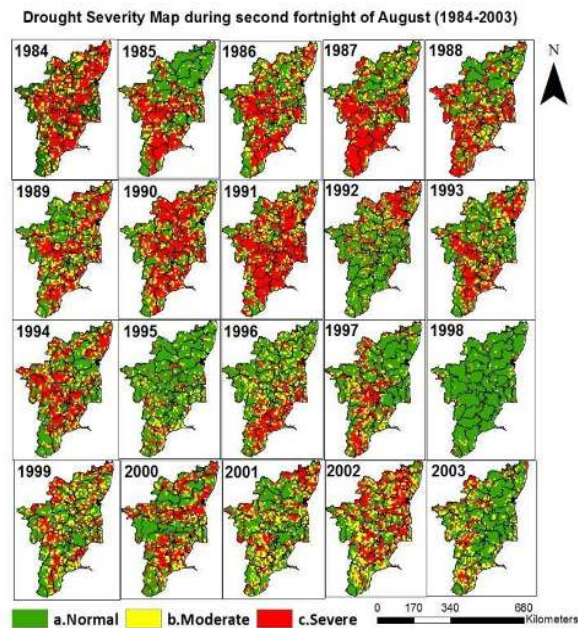 Drought Severity Map during second fortnight of August (1984-2003)
N
1984 1985 1986 1987 1988
1989 1990 1991 1992 1993
1994 1995 1996 1997 1998
1999 2000 2001 2002 2003
a.Normal b.Moderate c.Severe
0 170 340 680
Kilometers